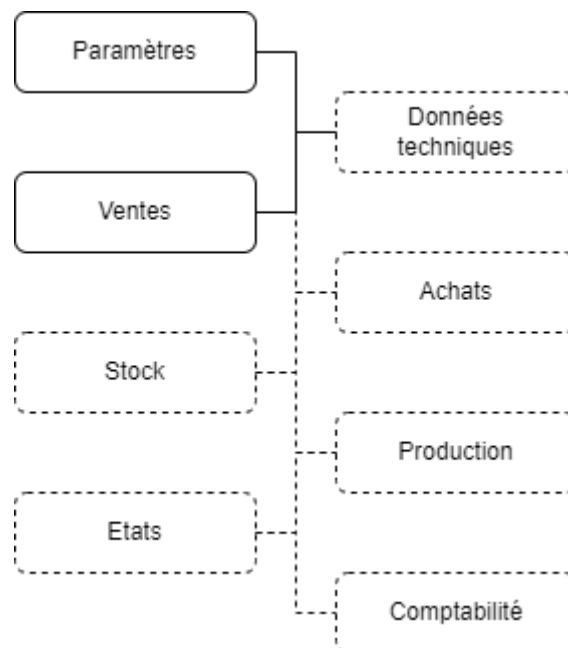 Paramètres
Données
techniques
Ventes
Achats
Stock
Production
Etats
Comptabilité